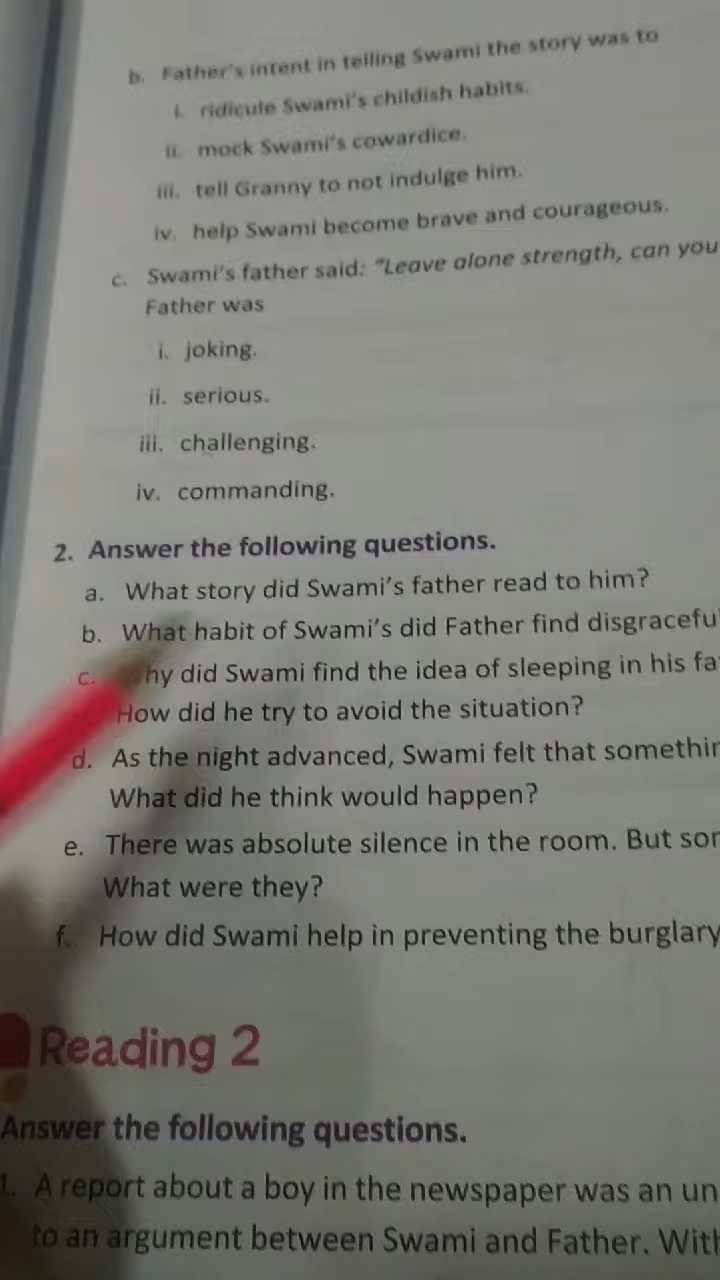 b. Father's intent in telling Swami the story was to
i. ridicule Swami's childish habits.
ii. mock Swami's cowardice.
iii. tell Granny to not indulge him.
iv. help Swami become brave and courageous.
c. Swami's father said: "Leave alone strength, can you
Father was
i. joking.
ii. serious.
iii. challenging.
iv. commanding.
2. Answer the following questions.
a. What story did Swami's father read to him?
b. What habit of Swami's did Father find
c. did Swami find the idea of sleeping in his
How did he try to avoid the situation?
d. As the night advanced, Swami felt that
What did he think would happen?
e. There was absolute silence in the room. But
What were they?
f. How did Swami help in preventing the burglary
Reading 2
Answer the following questions.
1. A report about a boy in the newspaper was an
to an argument between Swami and Father.